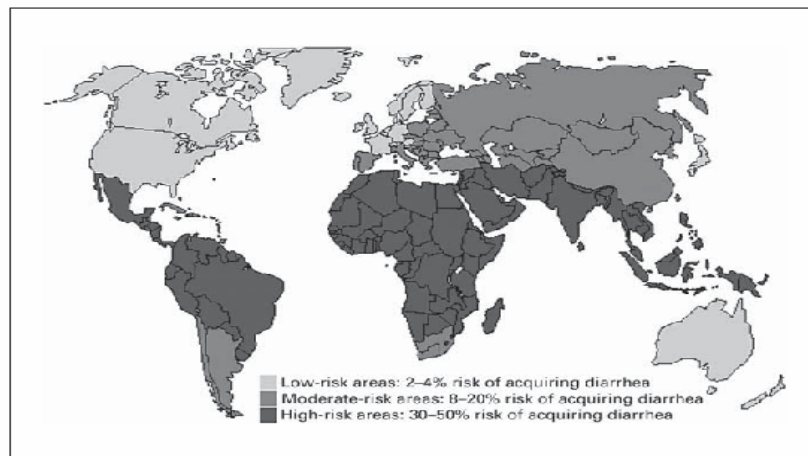 Low-risk areas: 2–4% risk of acquiring diarrhea
Moderate-risk areas: 8–20% risk of acquiring diarrhea
High-risk areas: 30–50% risk of acquiring diarrhea